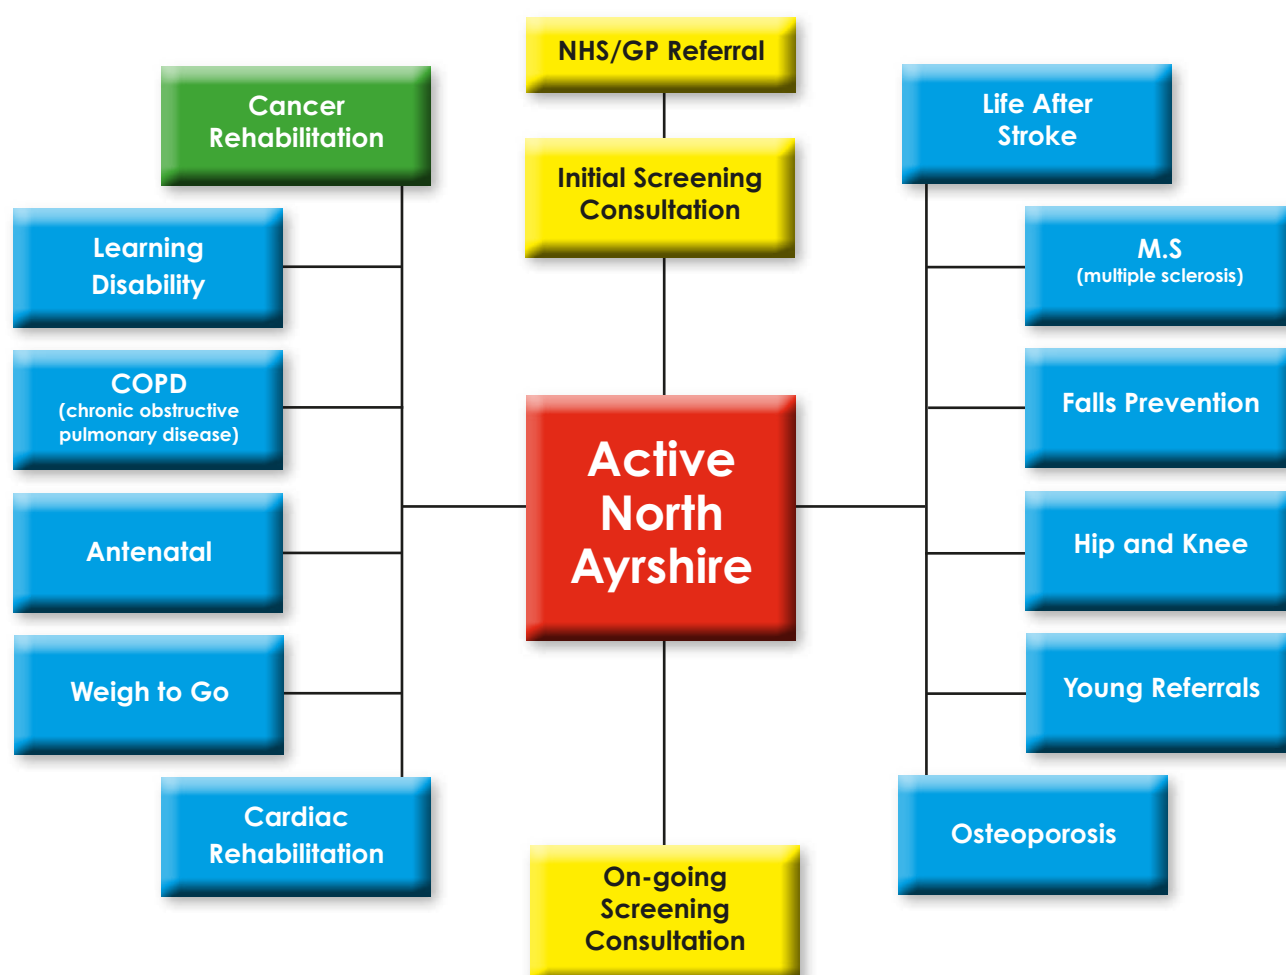 NHS/GP Referral
Cancer
Rehabilitation
Life After
Stroke
Initial Screening
Consultation
Learning
Disability
M.S
(multiple sclerosis)
COPD
(chronic obstructive
pulmonary disease)
Falls Prevention
Active
North
Ayrshire
Antenatal
Hip and Knee
Weigh to Go
Young Referrals
Cardiac
Rehabilitation
Osteoporosis
On-going
Screening
Consultation